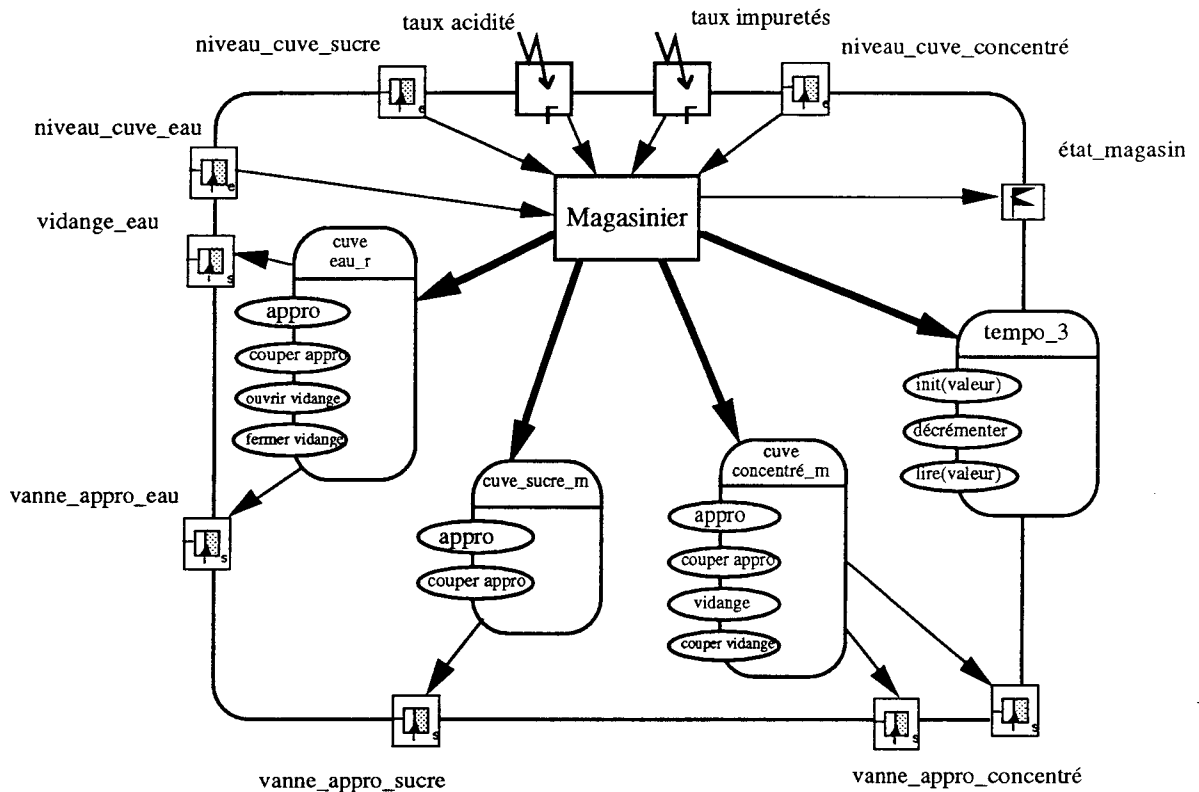 taux acidité
taux impuretés
niveau_cuve_sucre
niveau_cuve_concentré
e
F
F
e
niveau_cuve_eau
état_magasin
e
Magasinier
vidange_eau
s
cuve
eau_r
appro
couper appro
ouvrir vidange
fermer vidange
tempo_3
init(valeur)
décrémenter
lire(valeur)
vanne_appro_eau
s
cuve_sucre_m
appro
couper appro
cuve
concentré_m
appro
couper appro
vidange
couper vidange
s
s
s
vanne_appro_sucre
vanne_appro_concentré